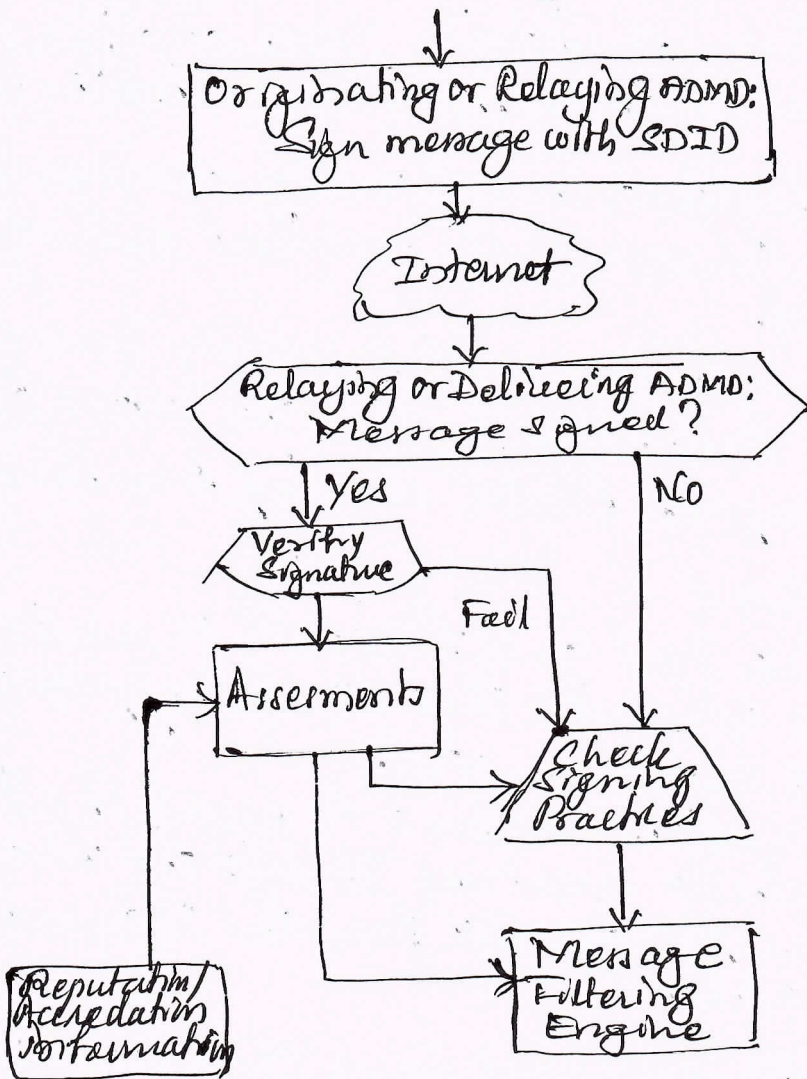 Originating or Relaying ADMD:
Sign message with SDID
Internet
Relaying or Delivering ADMD:
Message signed?
Yes
No
Verify
Signature
Fail
Assesments
Check
Signing
Practices
Reputation/
Accredation
information
Message
Filtering
Engine